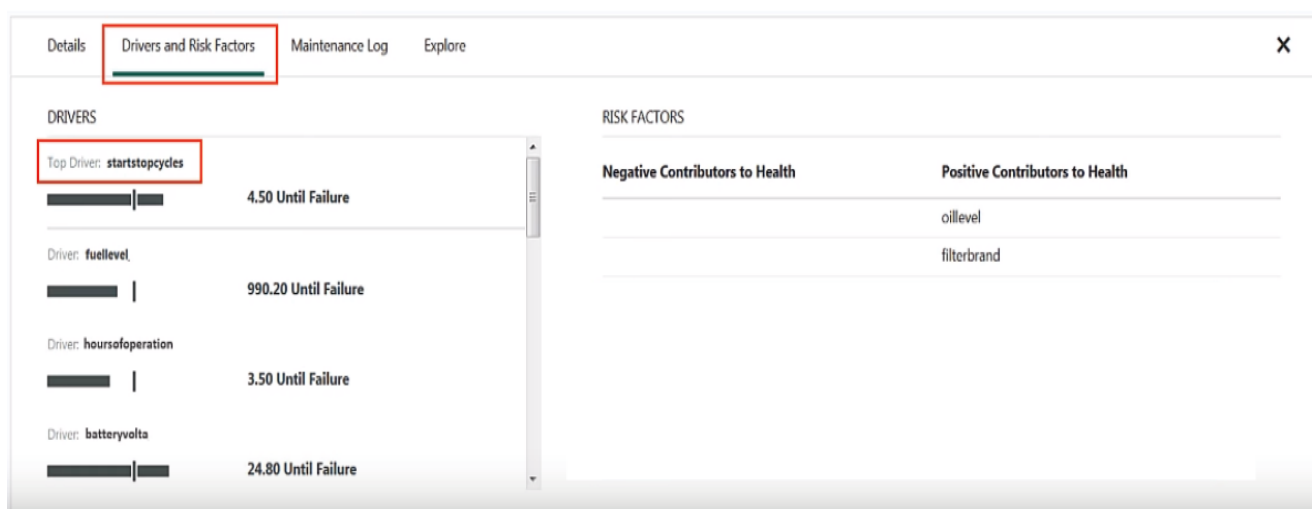 Details Drivers and Risk Factors Maintenance Log Explore X
DRIVERS
Top Driver: startstopcycles
4.50 Until Failure
Driver: fuellevel
990.20 Until Failure
Driver: hoursofoperation
3.50 Until Failure
Driver: batteryvolta
24.80 Until Failure
RISK FACTORS
Negative Contributors to Health Positive Contributors to Health
oillevel
filterbrand